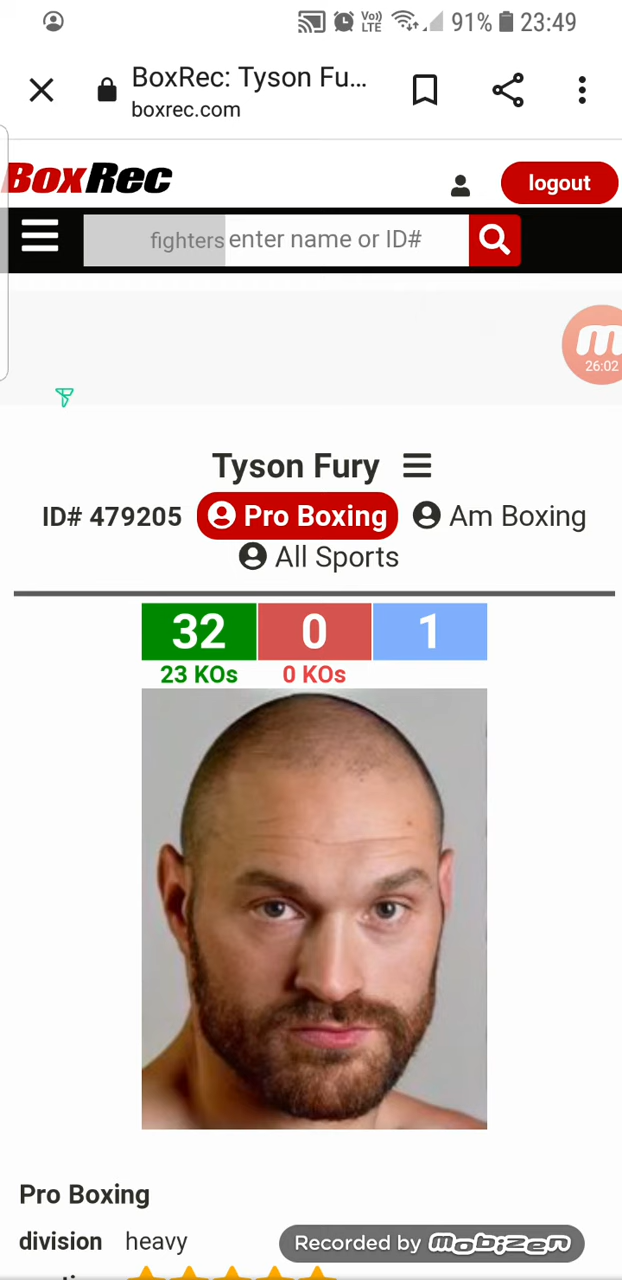 Vo))
LTE
91%
23:49
BoxRec: Tyson Fu...
boxrec.com
BoxRec
logout
fighters enter name or ID#
m
26:02
Tyson Fury
ID# 479205 Pro Boxing Am Boxing
All Sports
32 0 1
23 KOs 0 KOs
Pro Boxing
division heavy
Recorded by mobizen